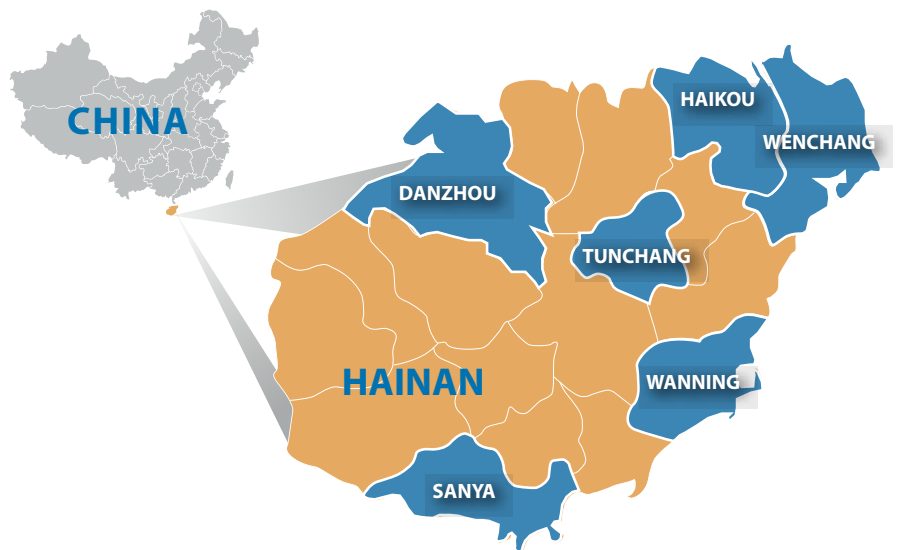 CHINA
HAIKOU
WENCHANG
DANZHOU
TUNCHANG
HAINAN
WANNING
SANYA